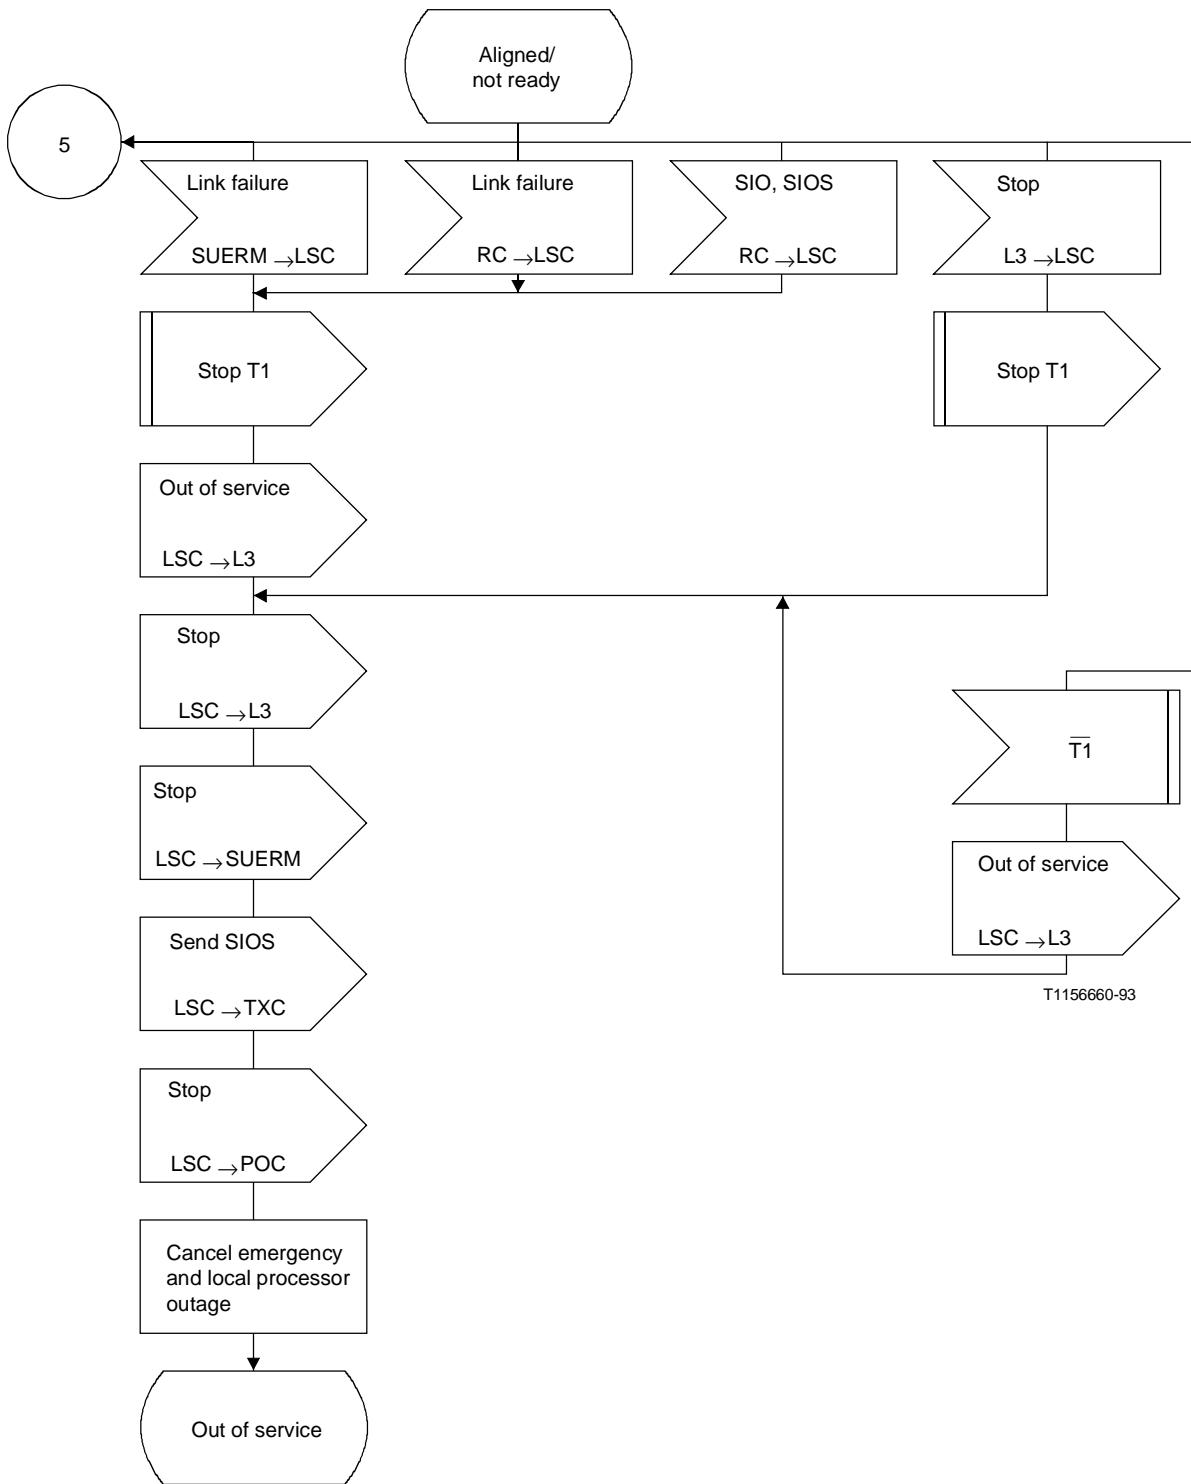 Aligned/
not ready
5
Link failure
SUERM → LSC
Link failure
RC → LSC
SIO, SIOS
RC → LSC
Stop
L3 → LSC
Stop T1
Stop T1
Out of service
LSC → L3
Stop
LSC → L3
T1
Stop
LSC → SUERM
Out of service
LSC → L3
Send SIOS
LSC → TXC
T1156660-93
Stop
LSC → POC
Cancel emergency
and local processor
outage
Out of service